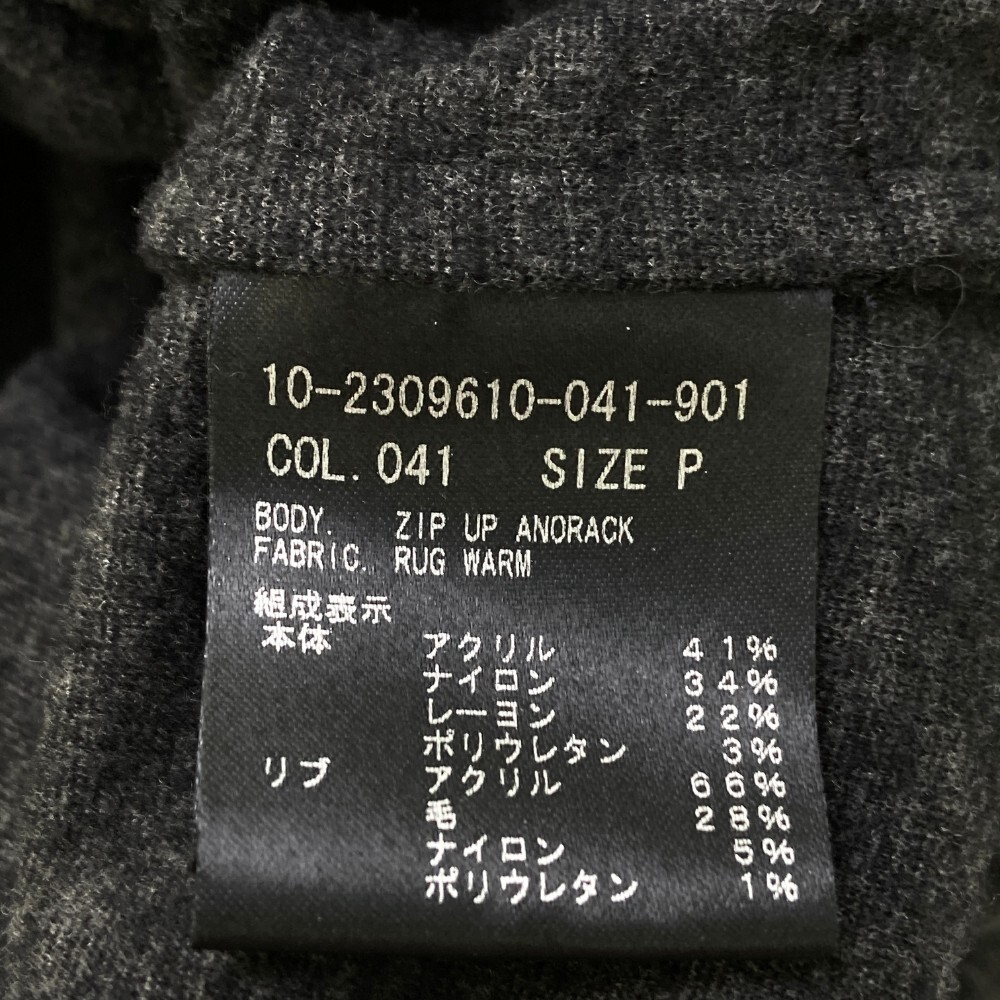 10-2309610-041-901
COL. 041 SIZE P
BODY. ZIP UP ANORACK
FABRIC. RUG WARM
組成表示
本体 アクリル 41%
ナイロン 34%
レーヨン 22%
ポリウレタン 3%
リブ アクリル 66%
毛 28%
ナイロン 5%
ポリウレタン 1%